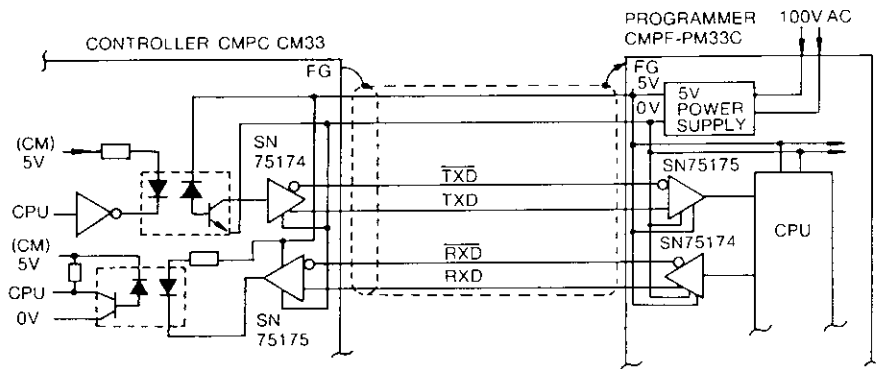 CONTROLLER CMPC CM33
FG
PROGRAMMER
CMPF-PM33C
100V AC
FG
5V
0V
5V
POWER
SUPPLY
(CM)
5V
CPU
SN
75174
TXD
TXD
SN75175
CPU
(CM)
5V
CPU
0V
SN
75175
RXD
RXD
SN75174